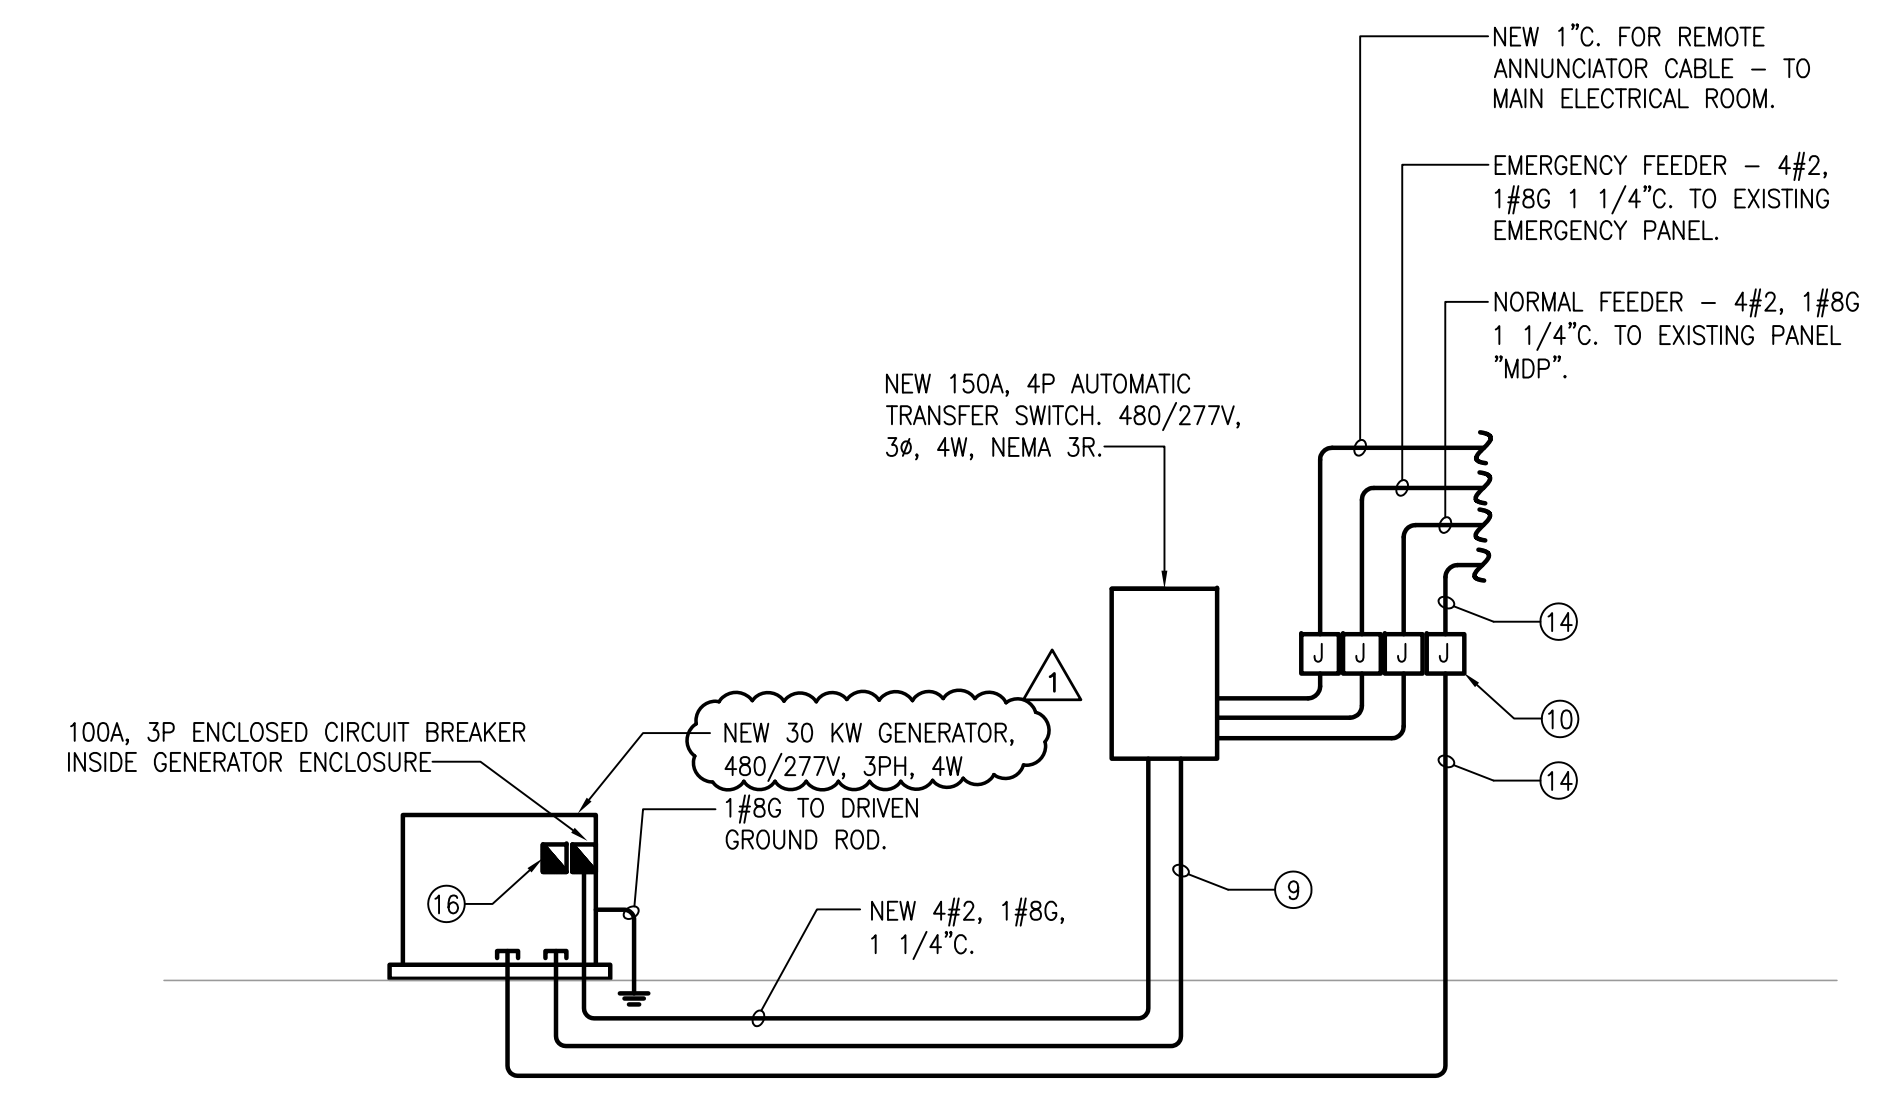 NEW 1"C. FOR REMOTE
ANNUNCIATOR CABLE – TO
MAIN ELECTRICAL ROOM.
EMERGENCY FEEDER – 4#2,
1#8G 1 1/4"C. TO EXISTING
EMERGENCY PANEL.
NORMAL FEEDER – 4#2, 1#8G
1 1/4"C. TO EXISTING PANEL
"MDP".
NEW 150A, 4P AUTOMATIC
TRANSFER SWITCH. 480/277V,
3ø, 4W, NEMA 3R.
14
J J J J
1
10
100A, 3P ENCLOSED CIRCUIT BREAKER
INSIDE GENERATOR ENCLOSURE
NEW 30 KW GENERATOR,
480/277V, 3PH, 4W
14
1#8G TO DRIVEN
GROUND ROD.
16
9
NEW 4#2, 1#8G,
1 1/4"C.